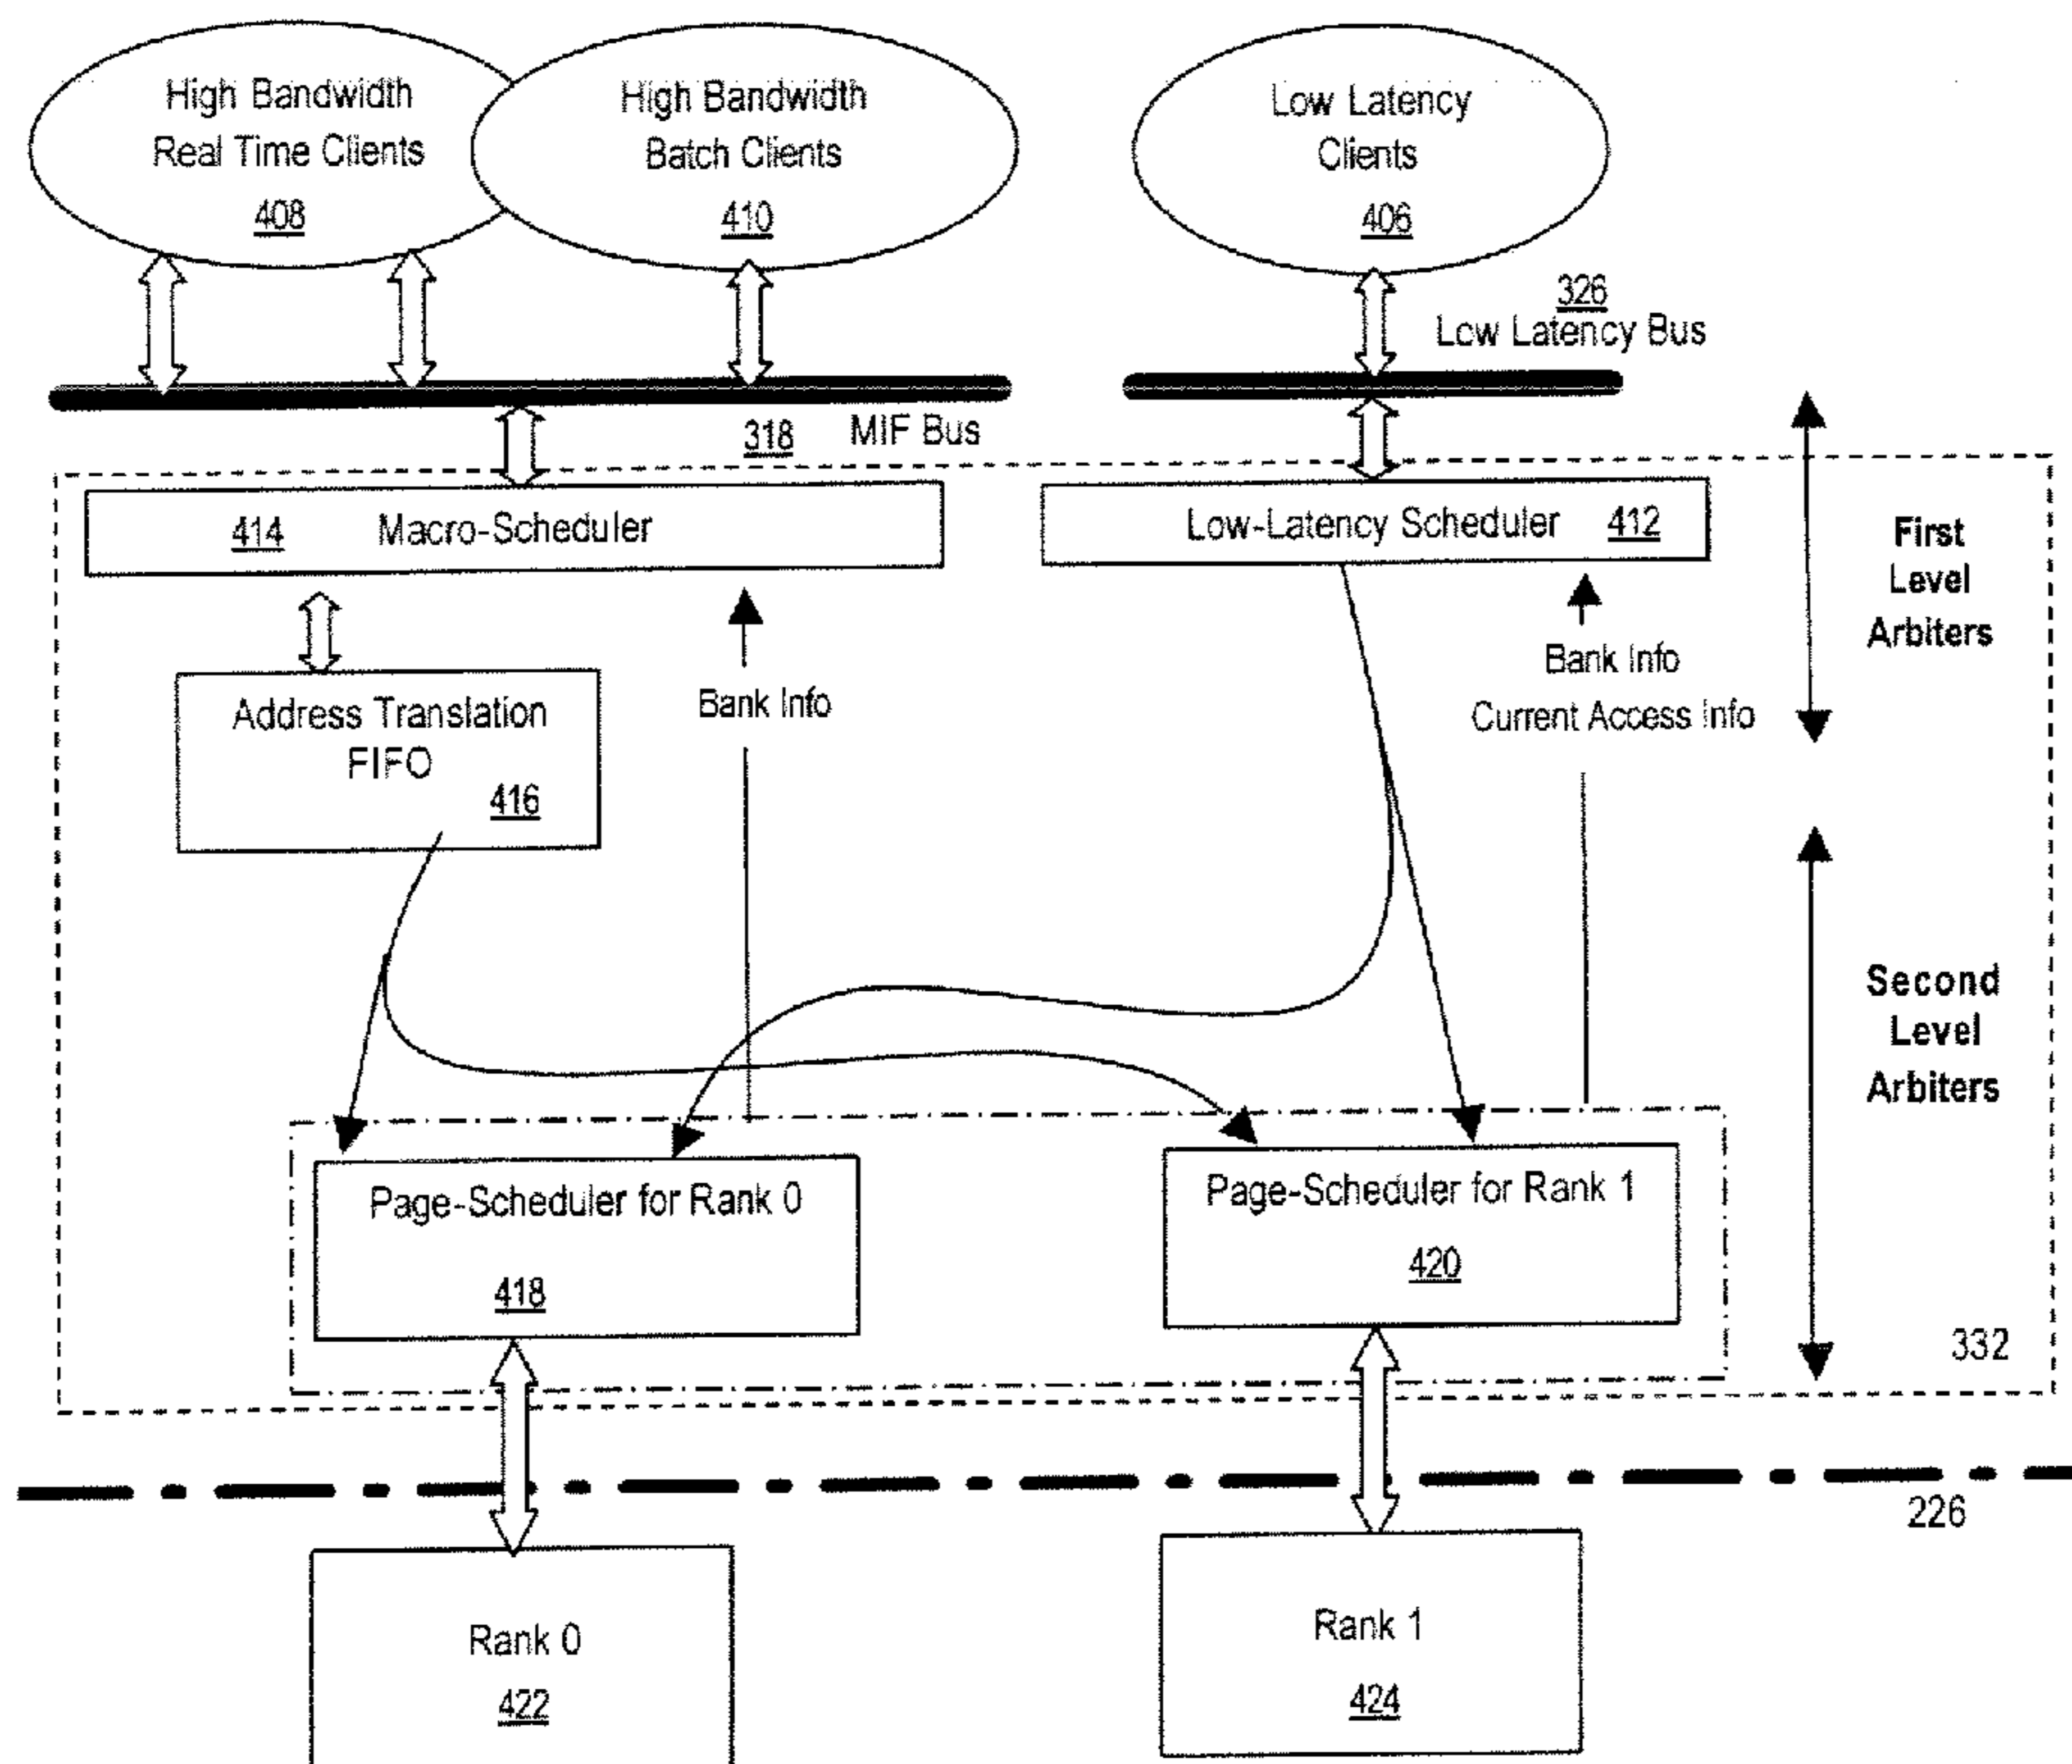 High Bandwidth
Real Time Clients
408
High Bandwidth
Batch Clients
410
Low Latency
Clients
406
326
Low Latency Bus
318 MIF Bus
414 Macro-Scheduler
Low-Latency Scheduler 412
First
Level
Arbiters
Address Translation
FIFO
416
Bank Info
Bank Info
Current Access Info
Second
Level
Arbiters
Page-Scheduler for Rank 0
418
Page-Scheduler for Rank 1
420
332
226
Rank 0
422
Rank 1
424